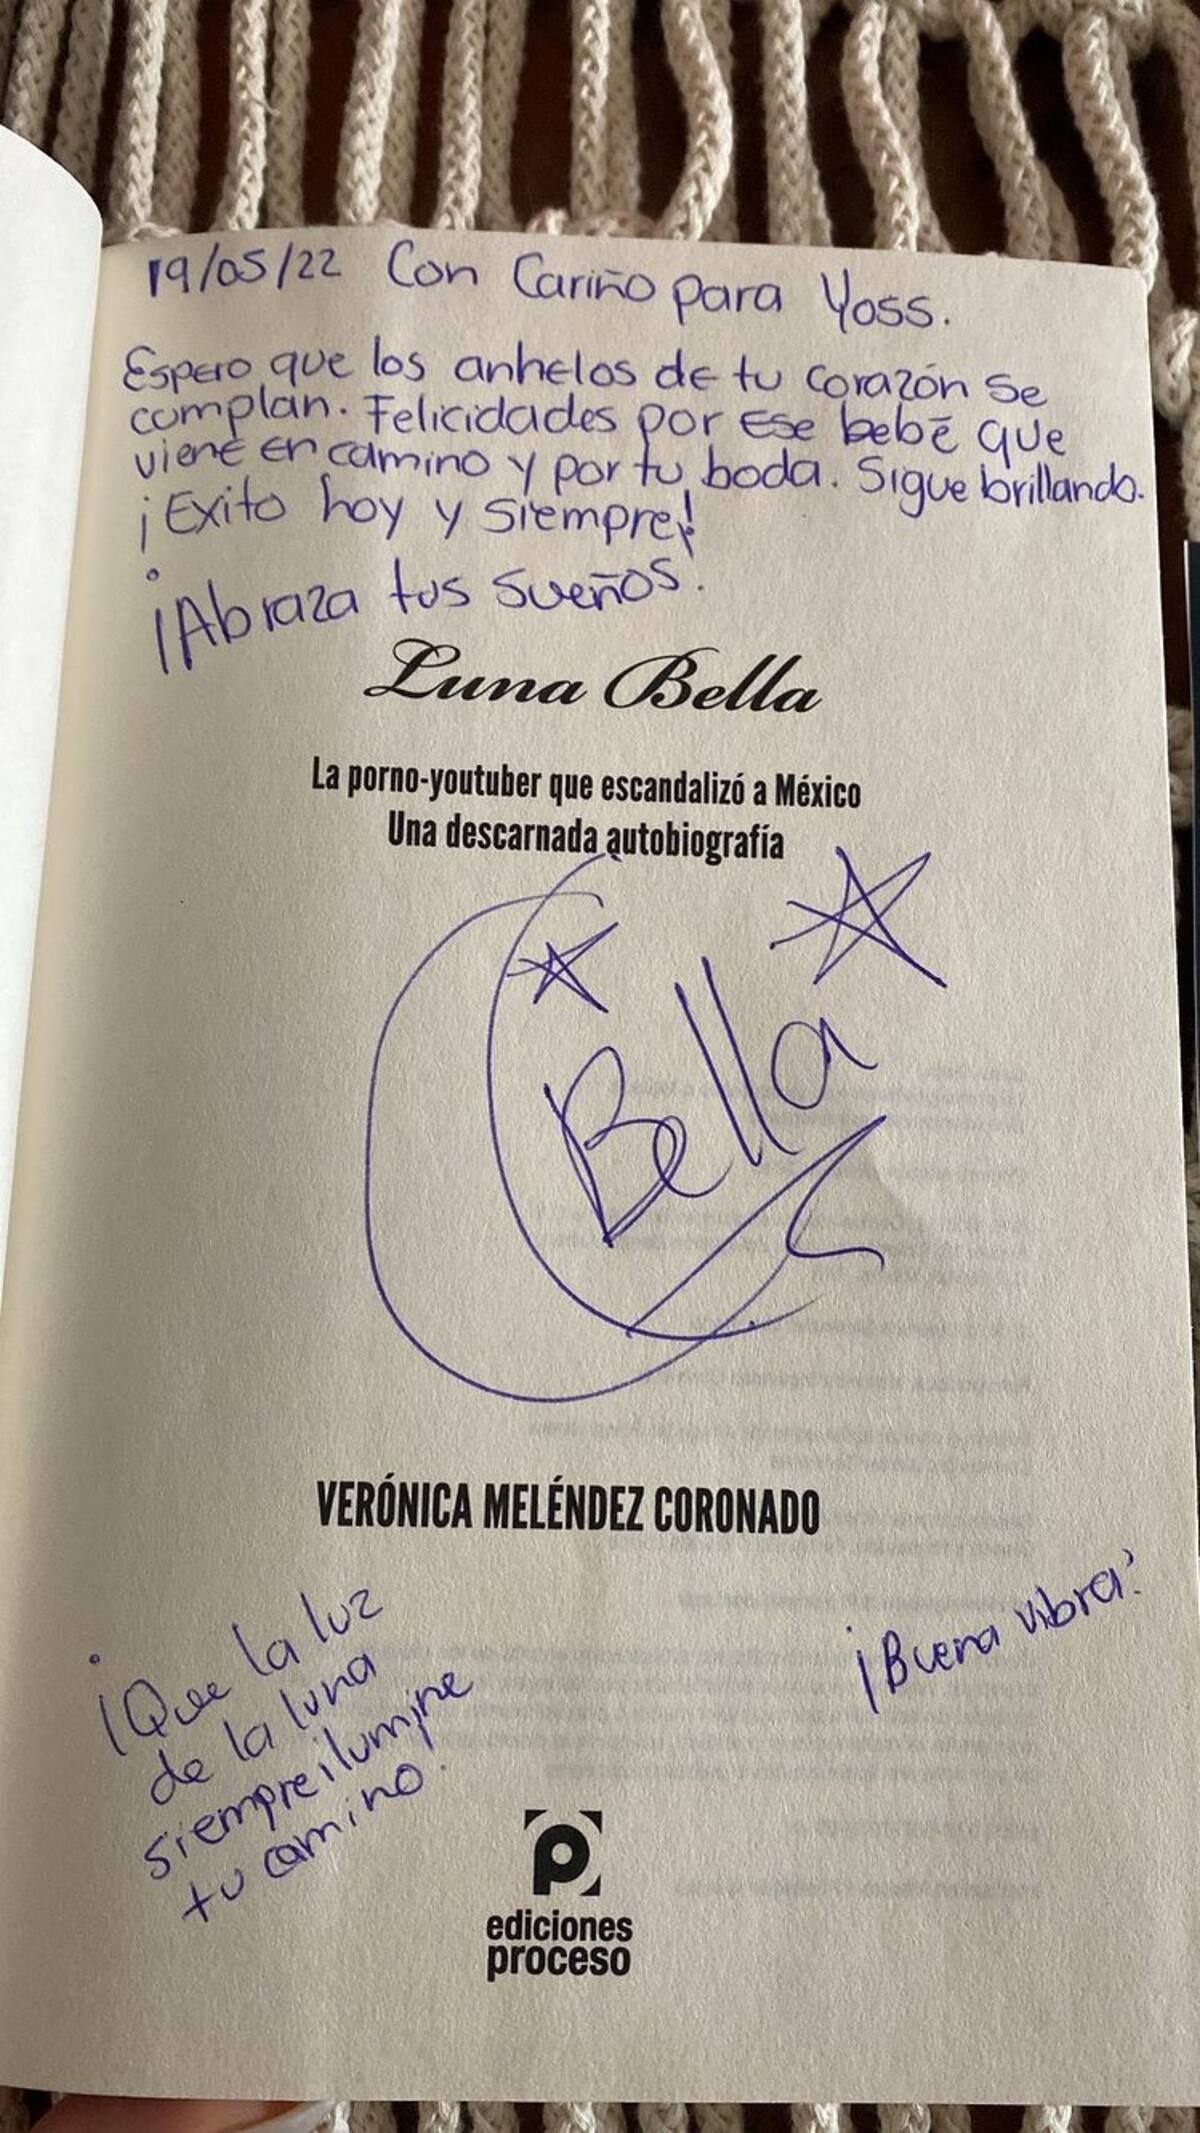 19/05/22 Con Cariño para Yoss.
Espero que los anhelos de tu corazón se
cumplan. Felicidades por ese bebé que
viene en camino y por tu boda. Sigue brillando.
¡Exito hoy y siempre!
¡Abraza tus sueños!
Luna Bella
La porno-youtuber que escandalizó a México
Una descarnada autobiografía
Bella
VERÓNICA MELÉNDEZ CORONADO
¡Que la luz
de la luna
siempre ilumine
tu camino!
¡Buena vibra!
ediciones
proceso